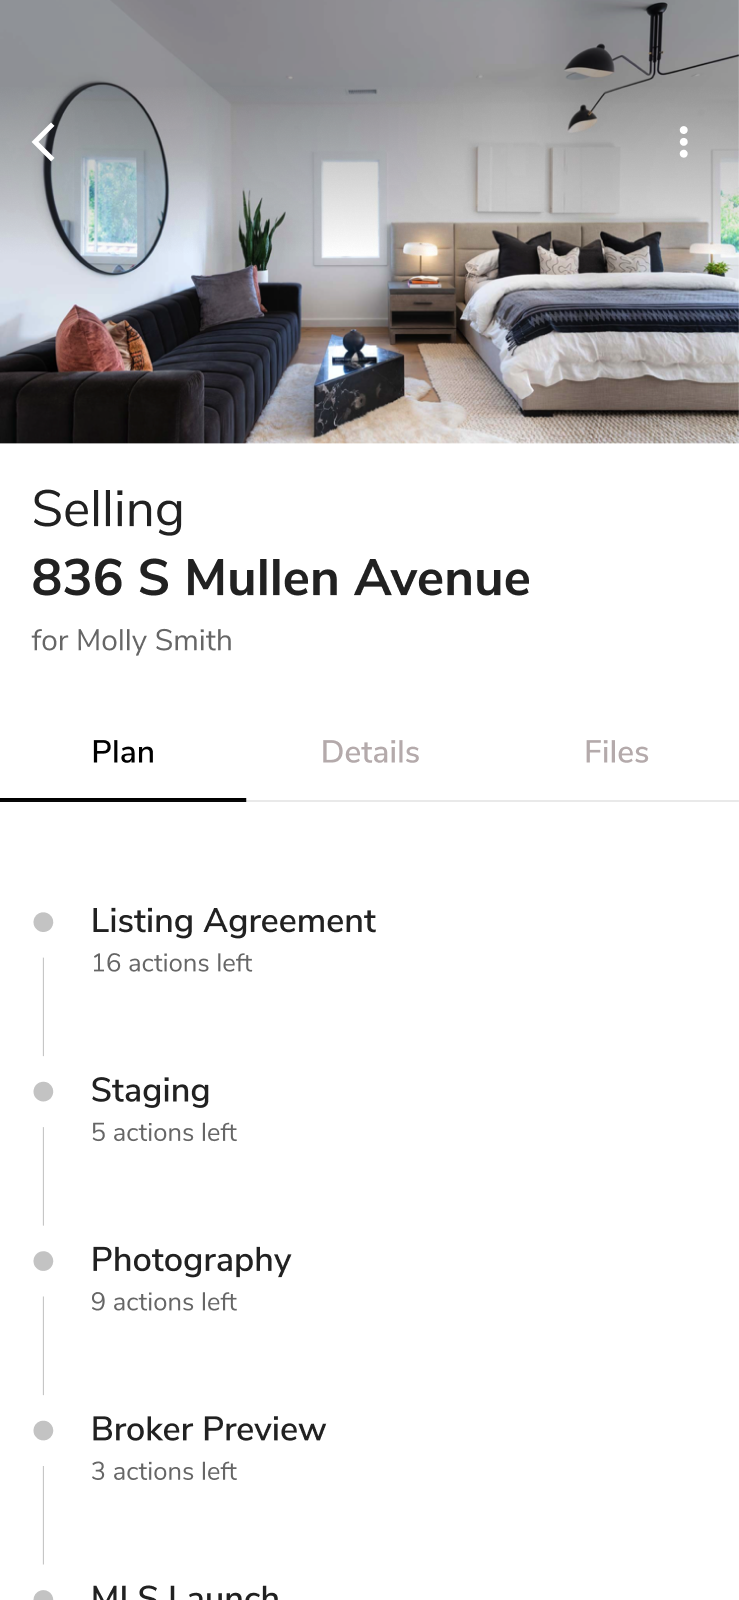 Selling
836 S Mullen Avenue
for Molly Smith
Plan
Details
Files
Listing Agreement
16 actions left
Staging
5 actions left
Photography
9 actions left
Broker Preview
3 actions left
MLS Launch